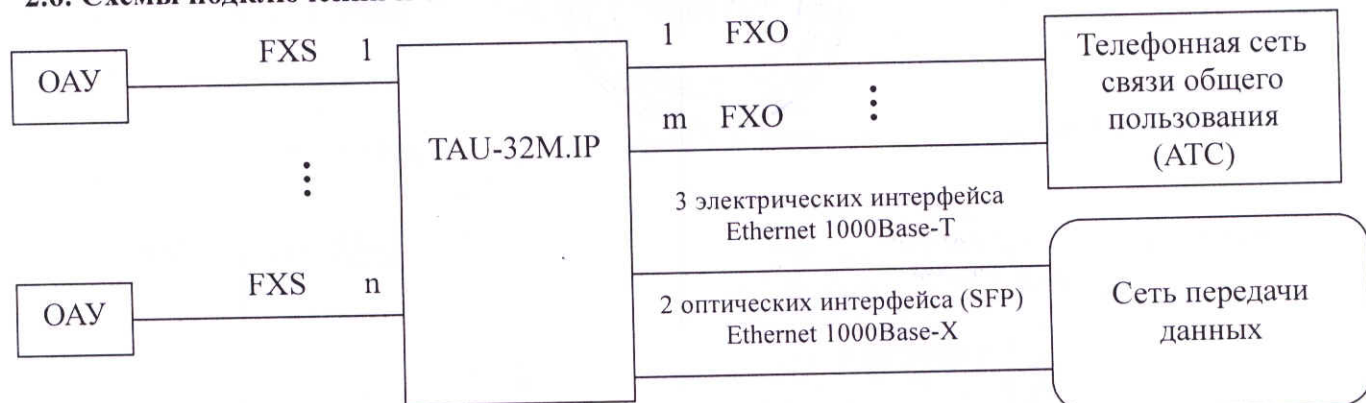 ОАУ
FXS 1
ОАУ
FXS n
TAU-32M.IP
1 FXO
m FXO
3 электрических интерфейса
Ethernet 1000Base-T
2 оптических интерфейса (SFP)
Ethernet 1000Base-X
Телефонная сеть
связи общего
пользования
(АТС)
Сеть передачи
данных